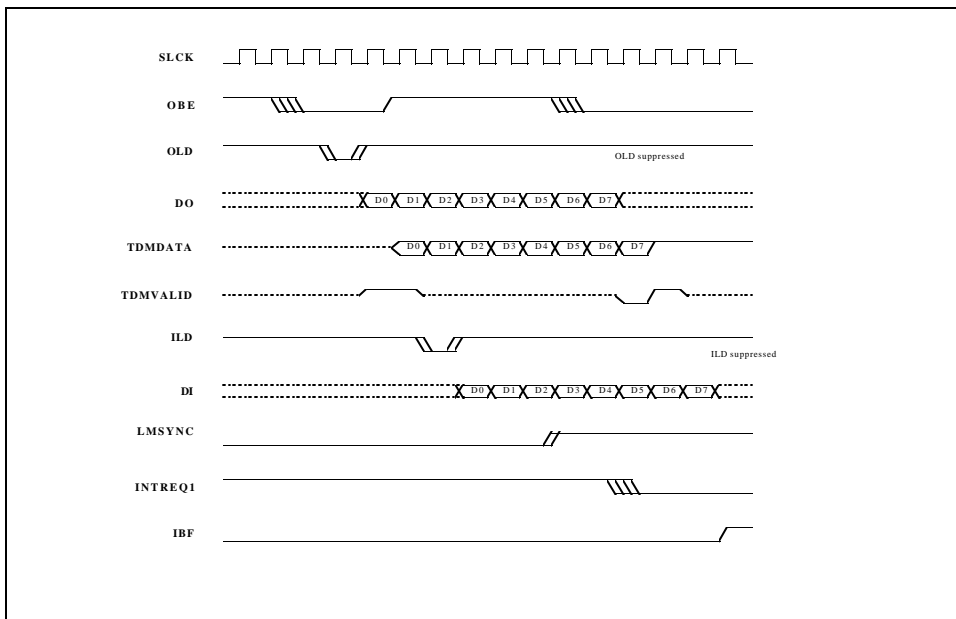 SLCK
OBE
OLD
OLD suppressed
DO
D0 D1 D2 D3 D4 D5 D6 D7
TDMDATA
D0 D1 D2 D3 D4 D5 D6 D7
TDMVALID
ILD
ILD suppressed
DI
D0 D1 D2 D3 D4 D5 D6 D7
LMSYNC
INTREQ1
IBF